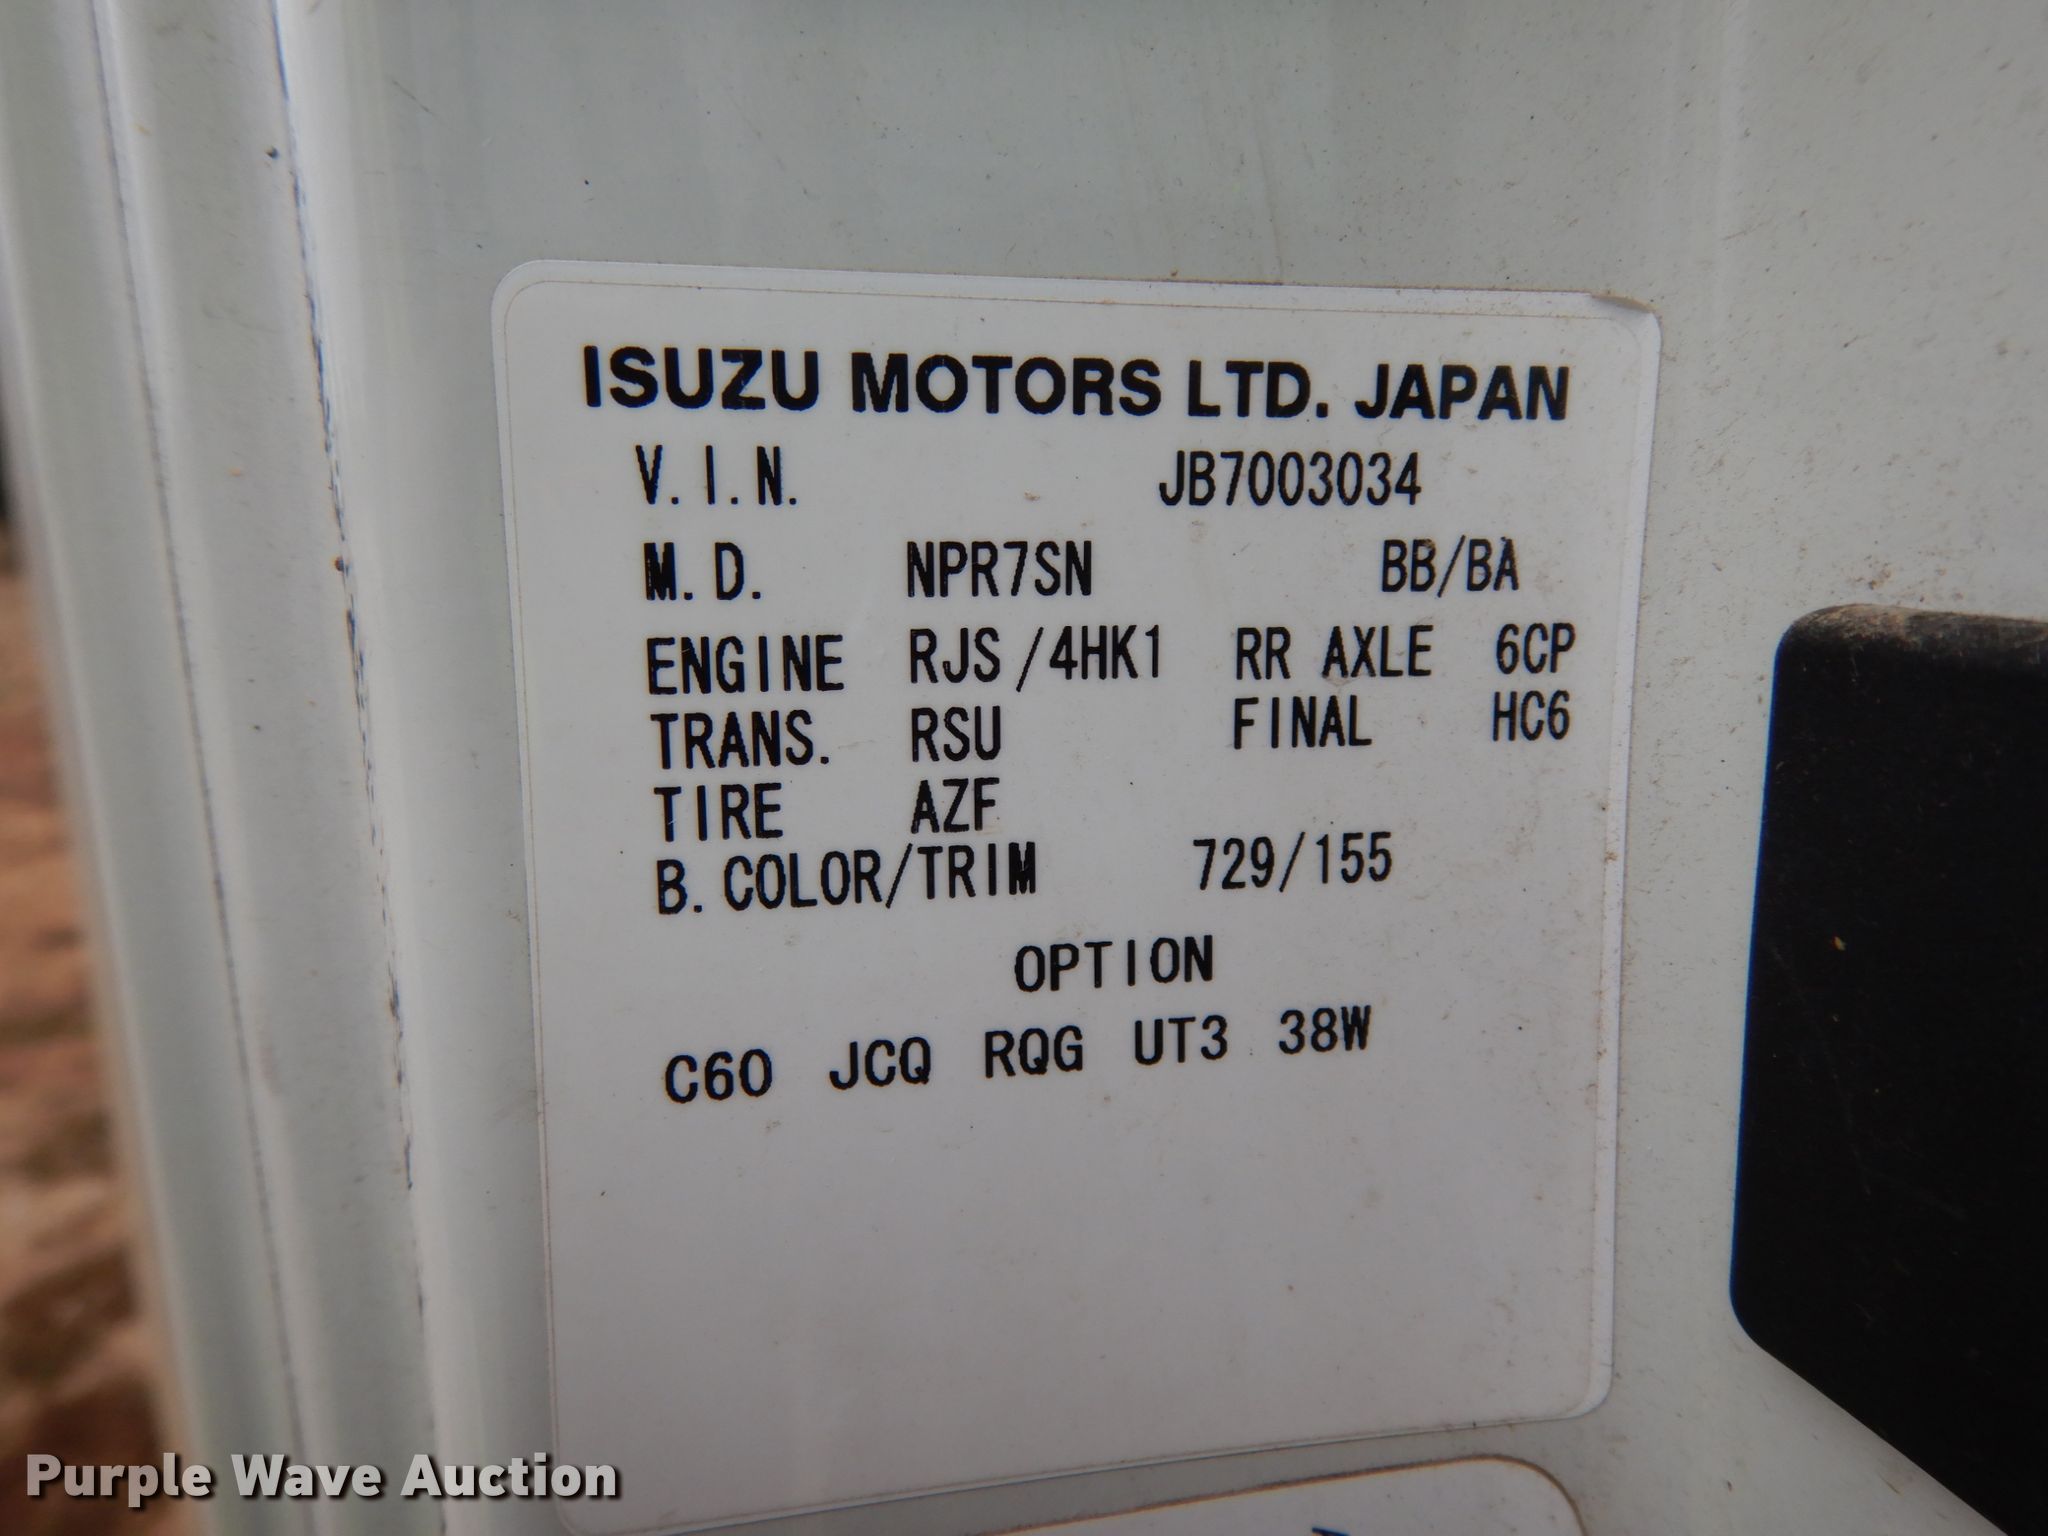 ISUZU MOTORS LTD. JAPAN
V.I.N. JB7003034
M.D. NPR7SN BB/BA
ENGINE RJS/4HK1 RR AXLE 6CP
TRANS. RSU FINAL HC6
TIRE AZF
B.COLOR/TRIM 729/155
OPTION
C60 JCQ RQG UT3 38W
Purple Wave Auction